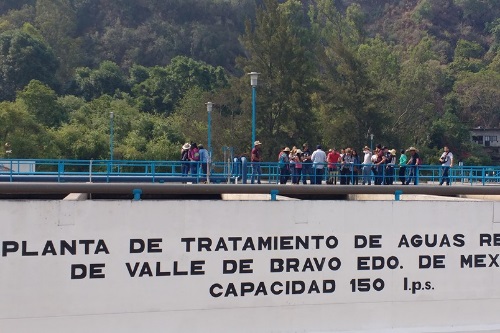 PLANTA DE TRATAMIENTO DE AGUAS RE
DE VALLE DE BRAVO EDO. DE MEX
CAPACIDAD 150 l.p.s.